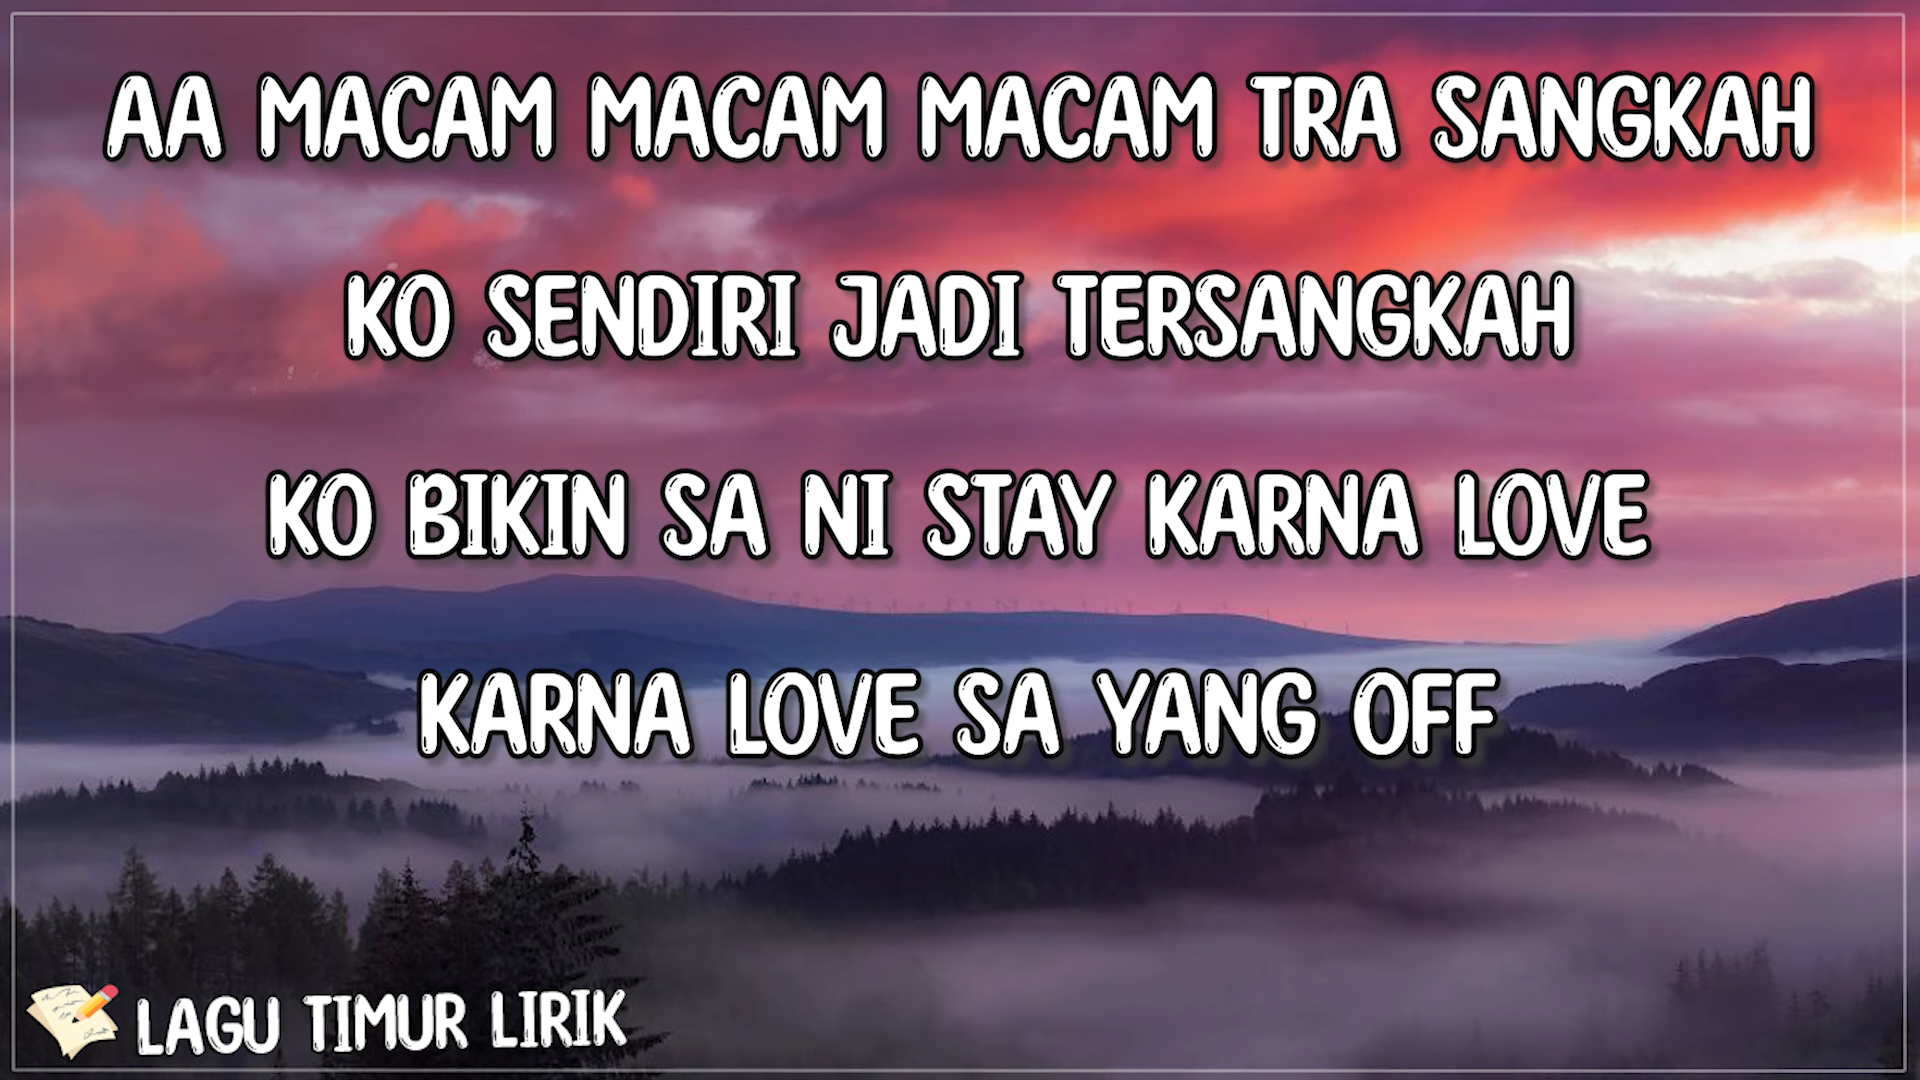 AA MACAM MACAM MACAM TRA SANGKAH
KO SENDIRI JADI TERSANGKAH
KO BIKIN SA NI STAY KARNA LOVE
KARNA LOVE SA YANG OFF
LAGU TIMUR LIRIK